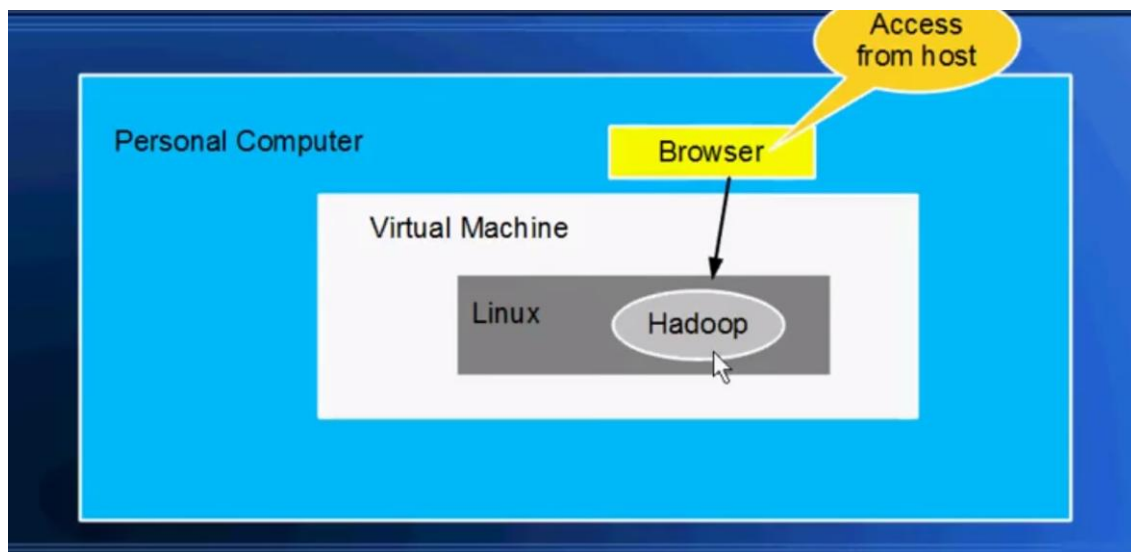 Access
from host
Personal Computer
Browser
Virtual Machine
Linux
Hadoop